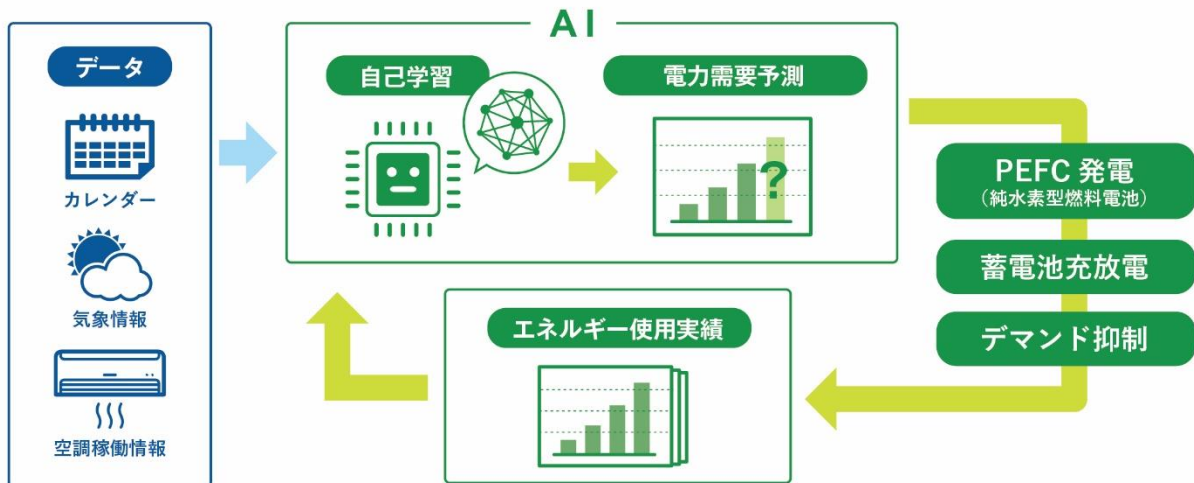 データ
カレンダー
気象情報
空調稼働情報
AI
自己学習
電力需要予測
?
PEFC 発電
(純水素型燃料電池)
蓄電池充放電
デマンド抑制
エネルギー使用実績